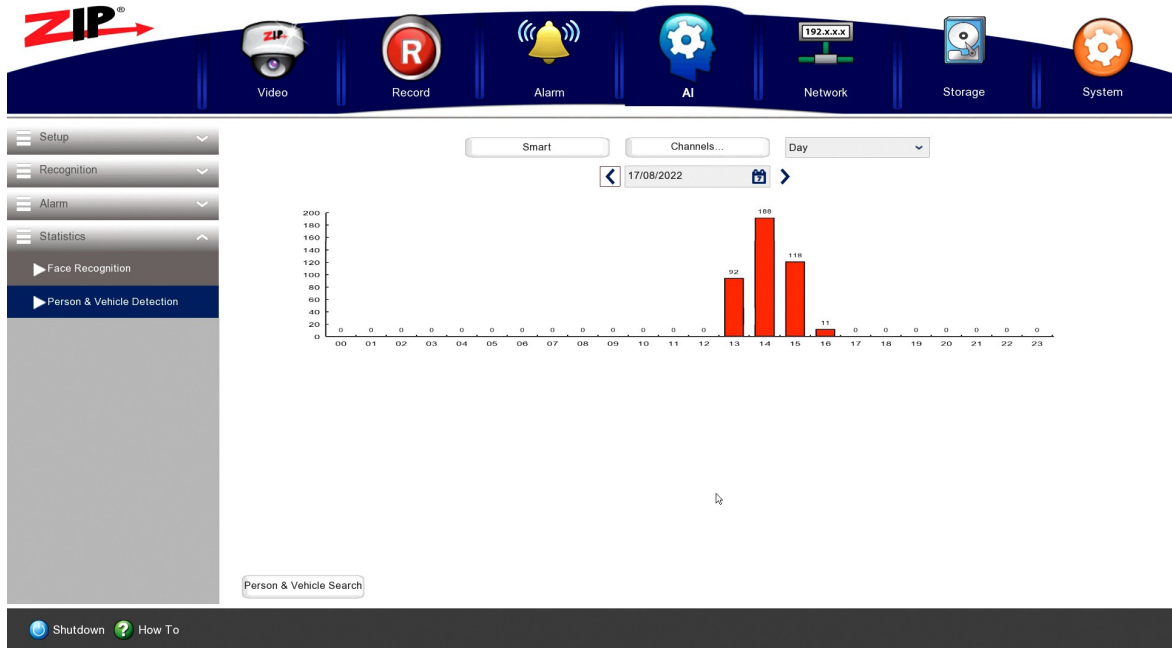 ZIP®
ZIP
R
192.x.x.x
Video Record Alarm AI Network Storage System
Setup
Recognition
Alarm
Statistics
Face Recognition
Person & Vehicle Detection
Smart Channels... Day
17/08/2022 7
200
180
160
140
120
100
80
60
40
20
0
0 0 0 0 0 0 0 0 0 0 0 0 0 92 188 118 11 0 0 0 0 0 0 0
00 01 02 03 04 05 06 07 08 09 10 11 12 13 14 15 16 17 18 19 20 21 22 23
Person & Vehicle Search
Shutdown ? How To